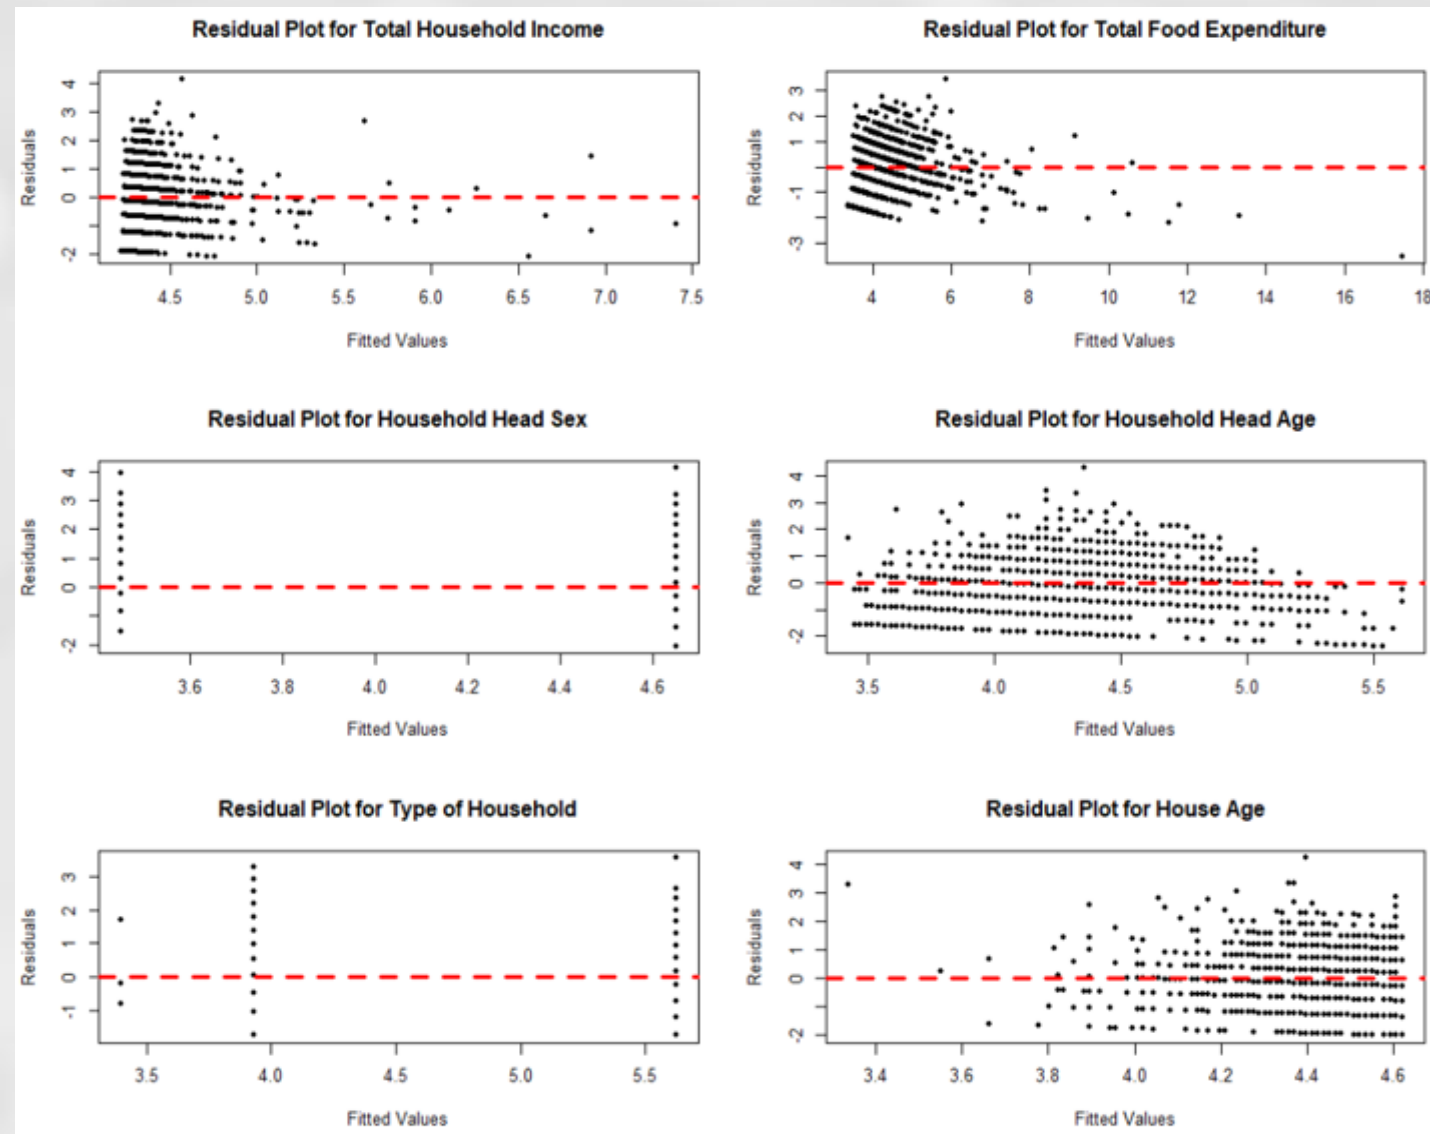 Residual Plot for Total Household Income
Residuals
4
3
2
1
0
-2
4.5 5.0 5.5 6.0 6.5 7.0 7.5
Fitted Values
Residual Plot for Total Food Expenditure
Residuals
3
2
1
-1
-3
4 6 8 10 12 14 16 18
Fitted Values
Residual Plot for Household Head Sex
Residuals
4
3
2
1
0
-2
3.6 3.8 4.0 4.2 4.4 4.6
Fitted Values
Residual Plot for Household Head Age
Residuals
4
3
2
1
0
-2
3.5 4.0 4.5 5.0 5.5
Fitted Values
Residual Plot for Type of Household
Residuals
3
2
1
0
-1
3.5 4.0 4.5 5.0 5.5
Fitted Values
Residual Plot for House Age
Residuals
4
3
2
1
0
-2
3.4 3.6 3.8 4.0 4.2 4.4 4.6
Fitted Values